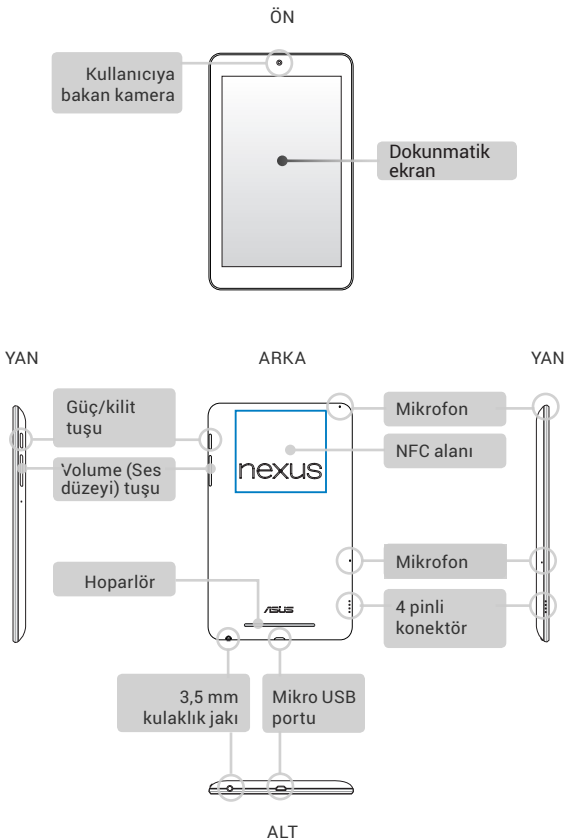 ÖN
Kullanıcıya
bakan kamera
Dokunmatik
ekran
YAN
ARKA
YAN
Güç/kilit
tuşu
Mikrofon
nexus
NFC alanı
Volume (Ses
düzeyi) tuşu
Mikrofon
Hoparlör
ASUS
4 pinli
konektör
3,5 mm
kulaklık jakı
Mikro USB
portu
ALT